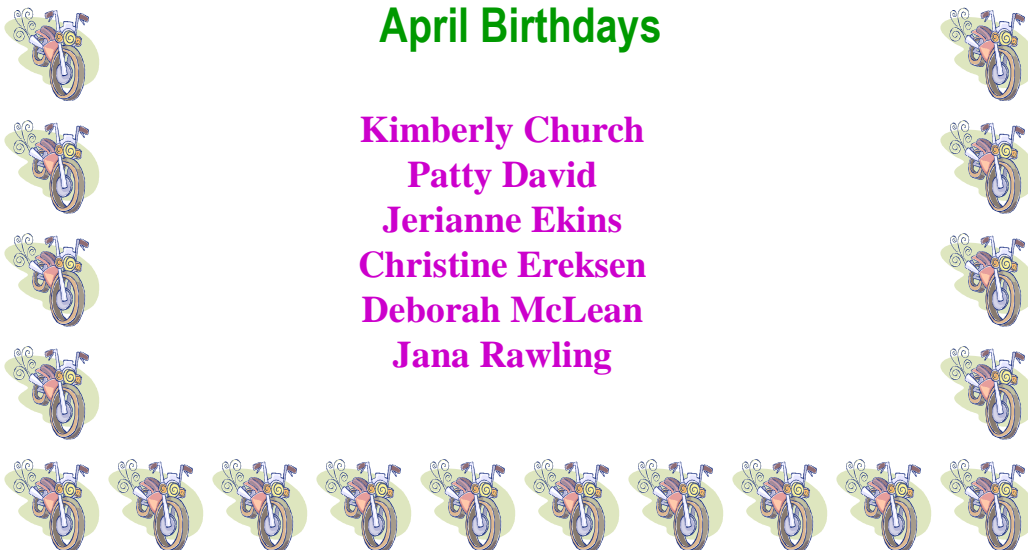 April Birthdays
Kimberly Church
Patty David
Jerianne Ekins
Christine Ereksen
Deborah McLean
Jana Rawling